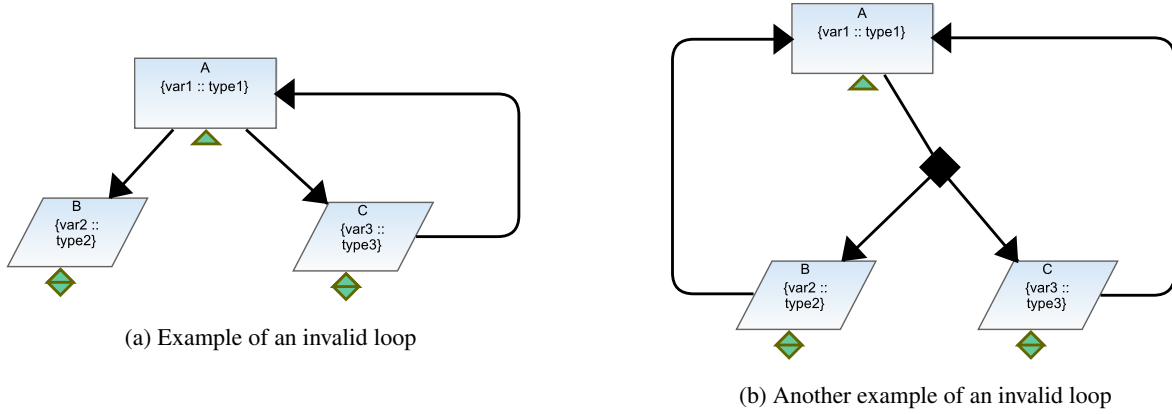 A
{var1 :: type1}
B
{var2 ::
type2}
C
{var3 ::
type3}
(a) Example of an invalid loop
A
{var1 :: type1}
B
{var2 ::
type2}
C
{var3 ::
type3}
(b) Another example of an invalid loop